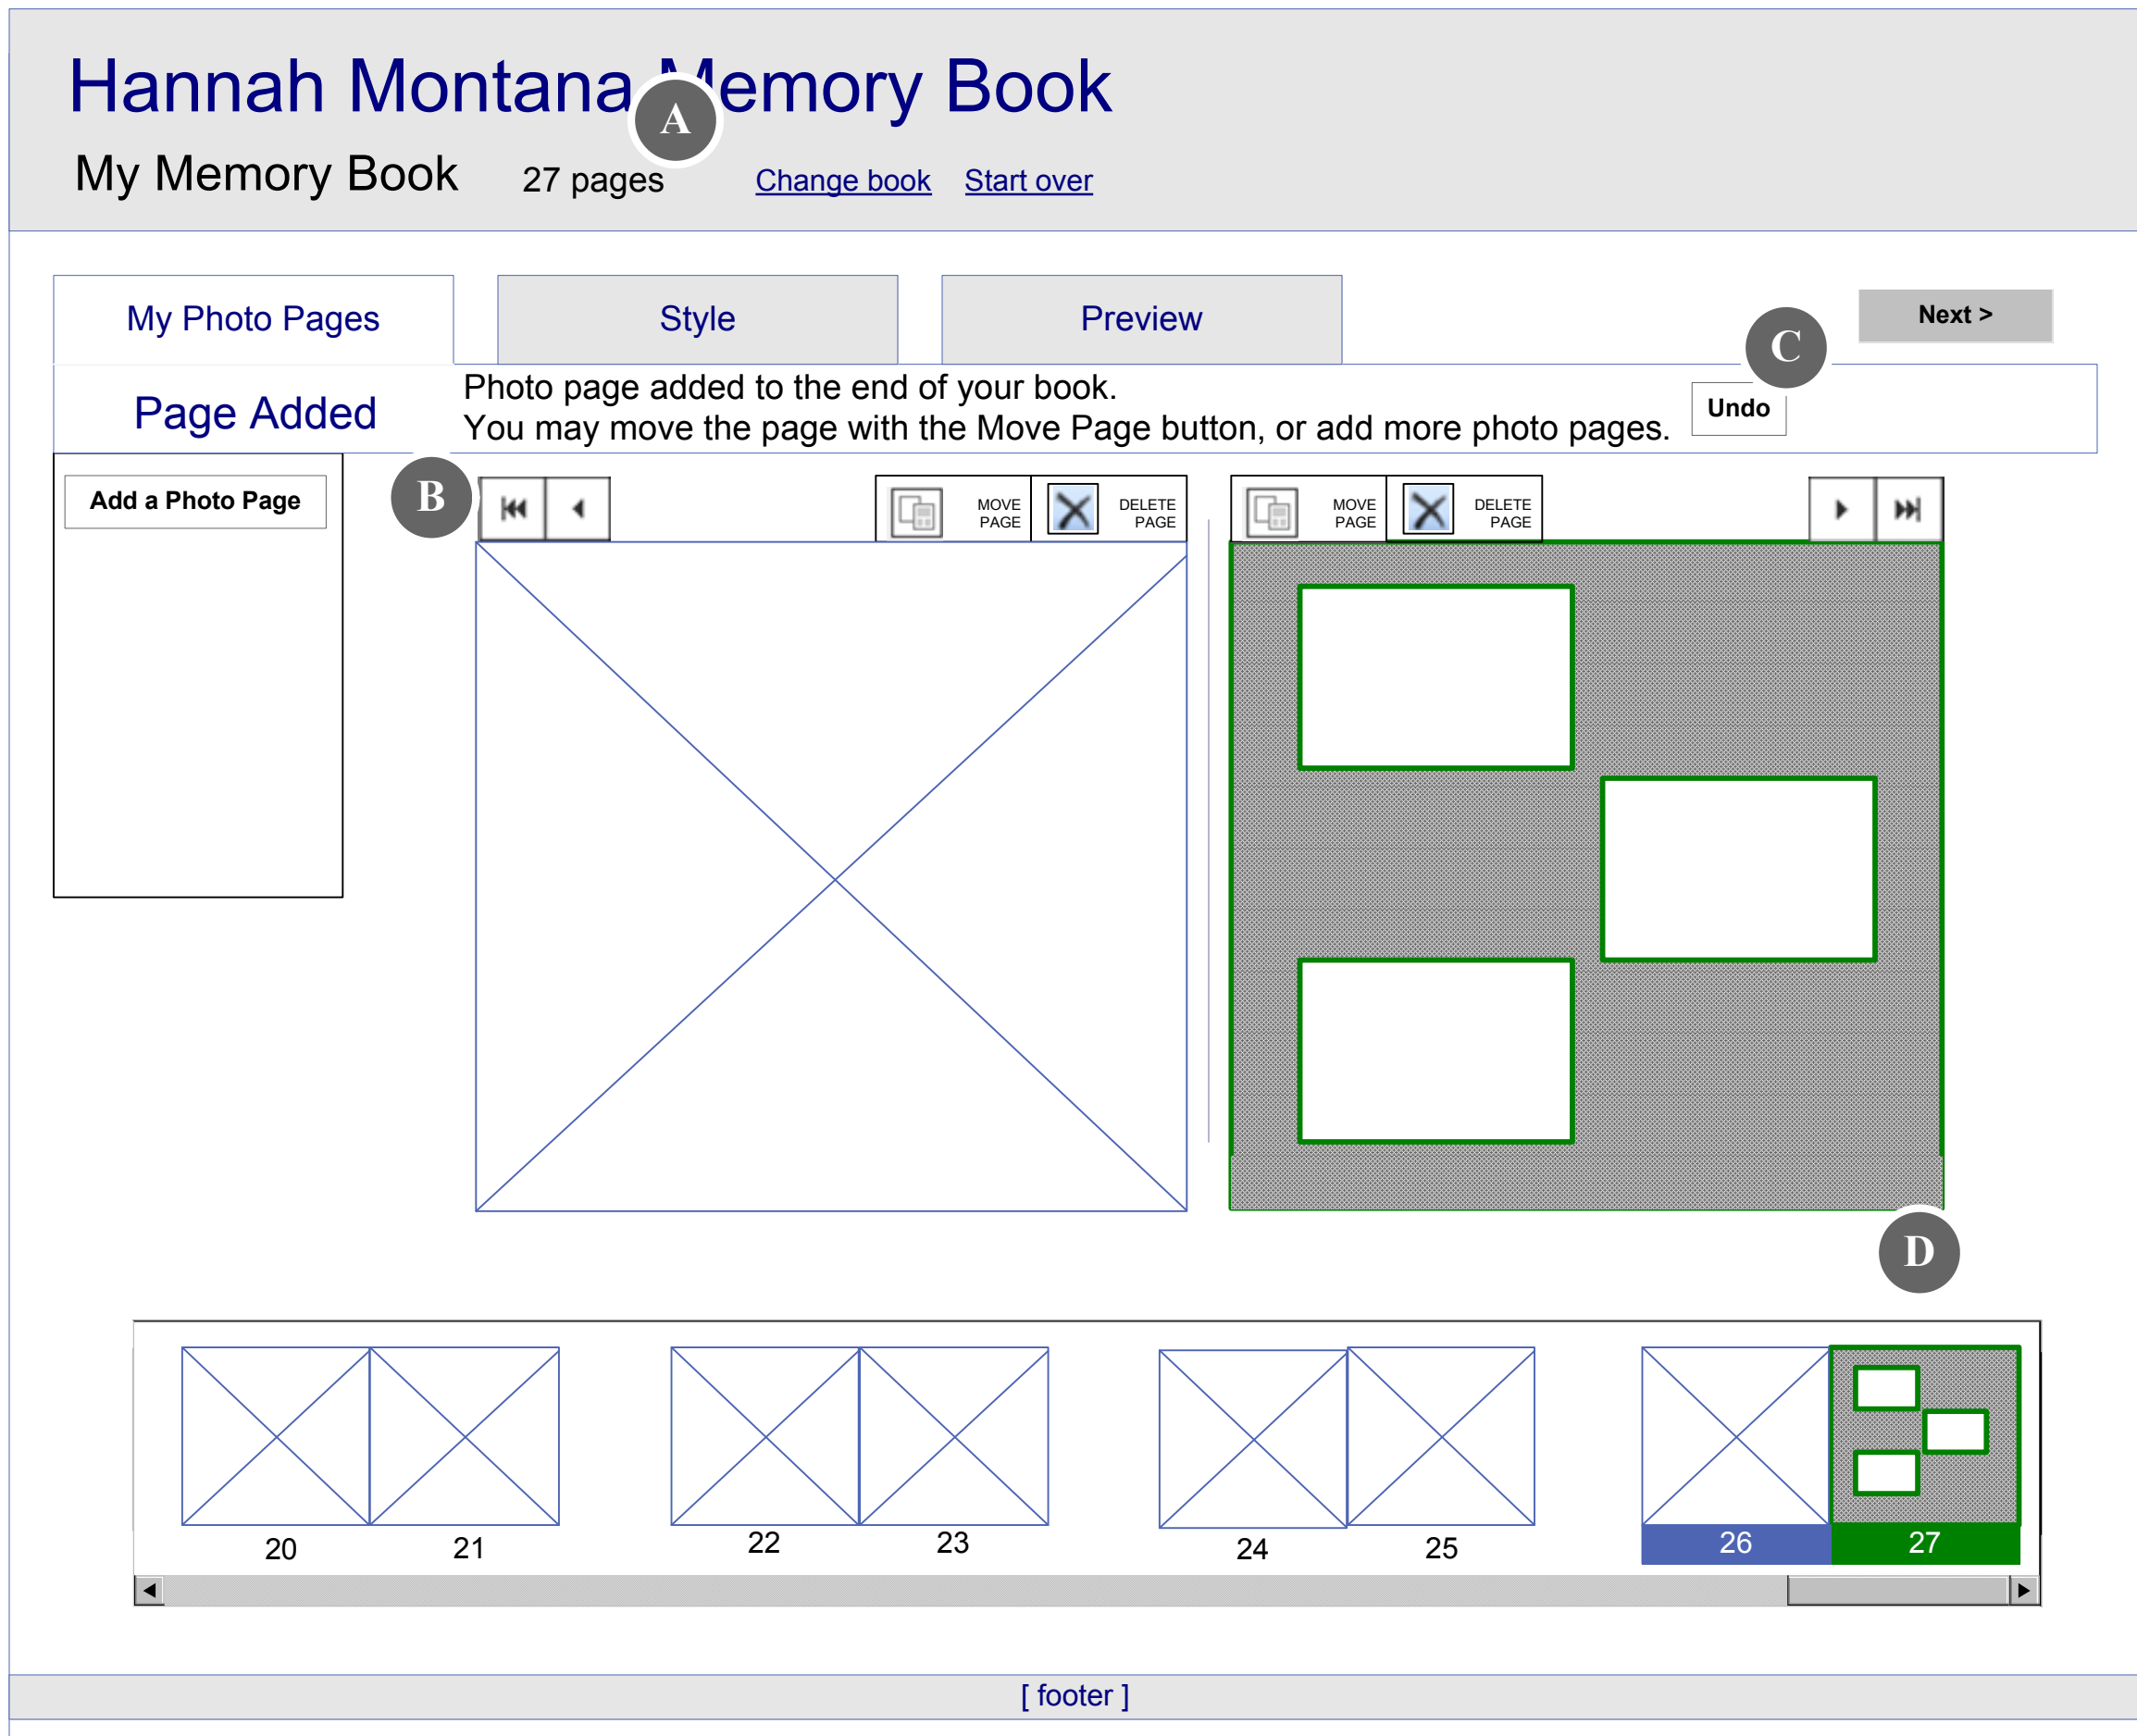 Hannah Montana Memory Book
A
My Memory Book 27 pages Change book Start over
My Photo Pages Style Preview Next >
C
Page Added
Photo page added to the end of your book.
You may move the page with the Move Page button, or add more photo pages.
Undo
Add a Photo Page
B
MOVE PAGE
DELETE PAGE
MOVE PAGE
DELETE PAGE
D
20 21 22 23 24 25 26 27
[ footer ]